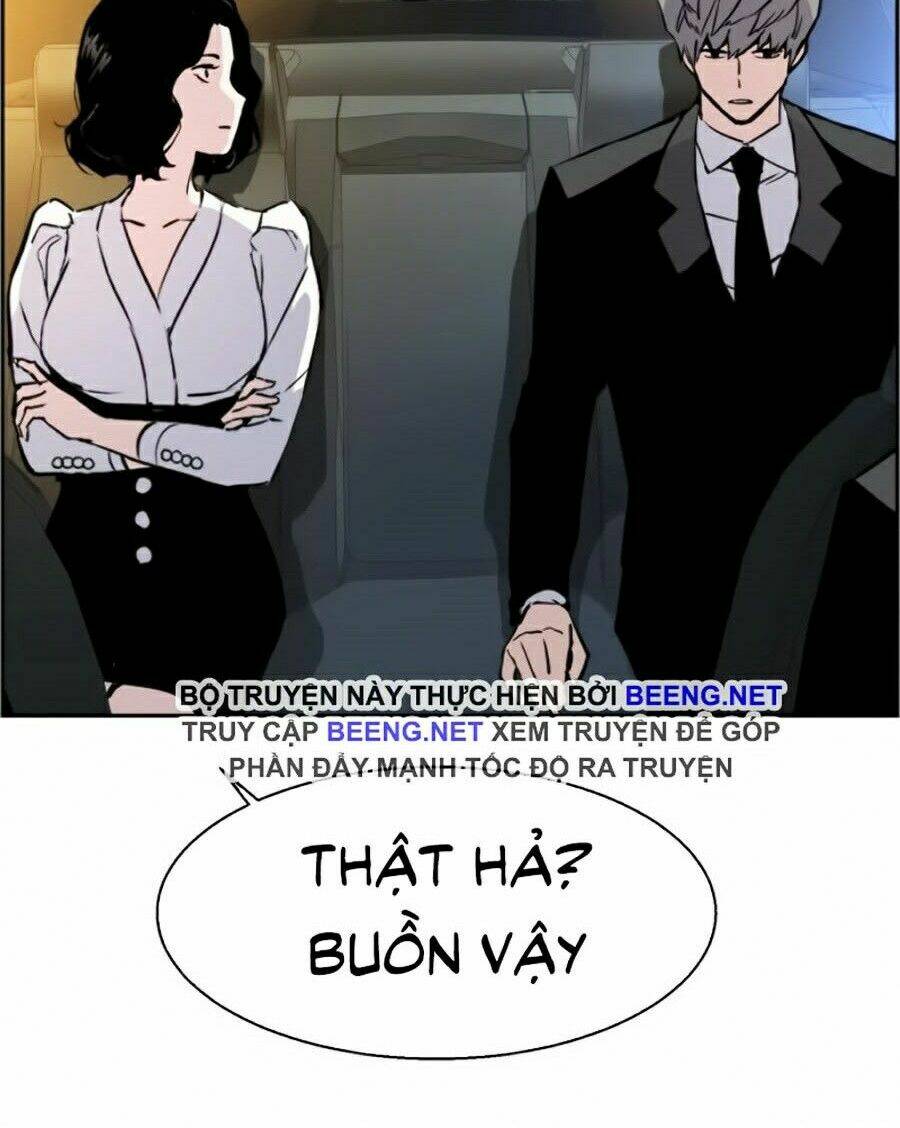 BỘ TRUYỆN NÀY THỰC HIỆN BỞI BEENG.NET
TRUY CẬP BEENG.NET XEM TRUYỆN ĐỂ GÓP
PHẦN ĐẨY MẠNH TỐC ĐỘ RA TRUYỆN
THẬT HẢ?
BUỒN VẬY